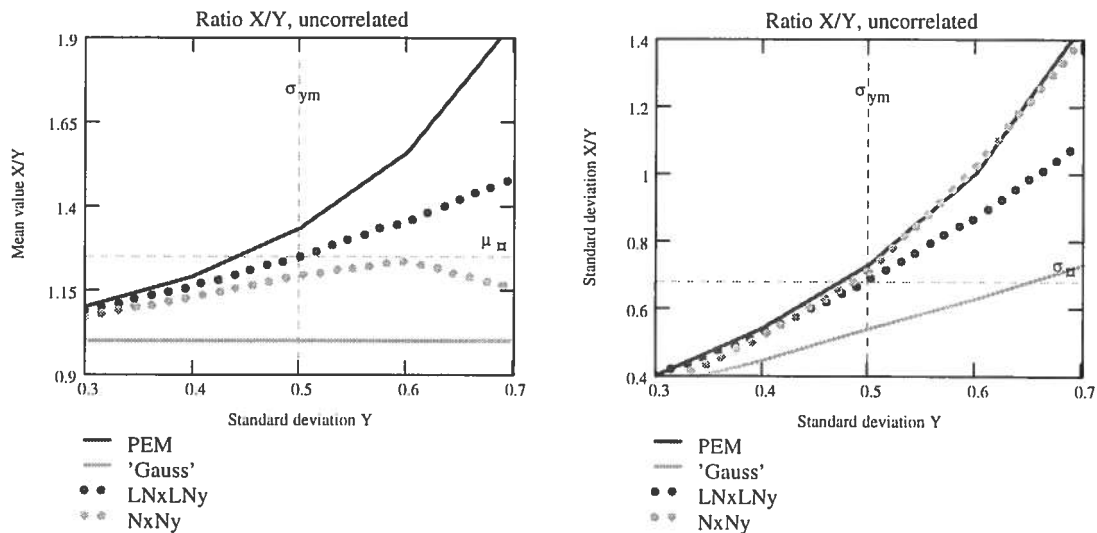 Ratio X/Y, uncorrelated
1.9
1.65
1.4
1.15
0.9
Mean value X/Y
σym
μ¤
0.3 0.4 0.5 0.6 0.7
Standard deviation Y
PEM
'Gauss'
LNxLNy
NxNy
Ratio X/Y, uncorrelated
1.4
1.2
1
0.8
0.6
0.4
Standard deviation X/Y
σym
σ¤
0.3 0.4 0.5 0.6 0.7
Standard deviation Y
PEM
'Gauss'
LNxLNy
NxNy